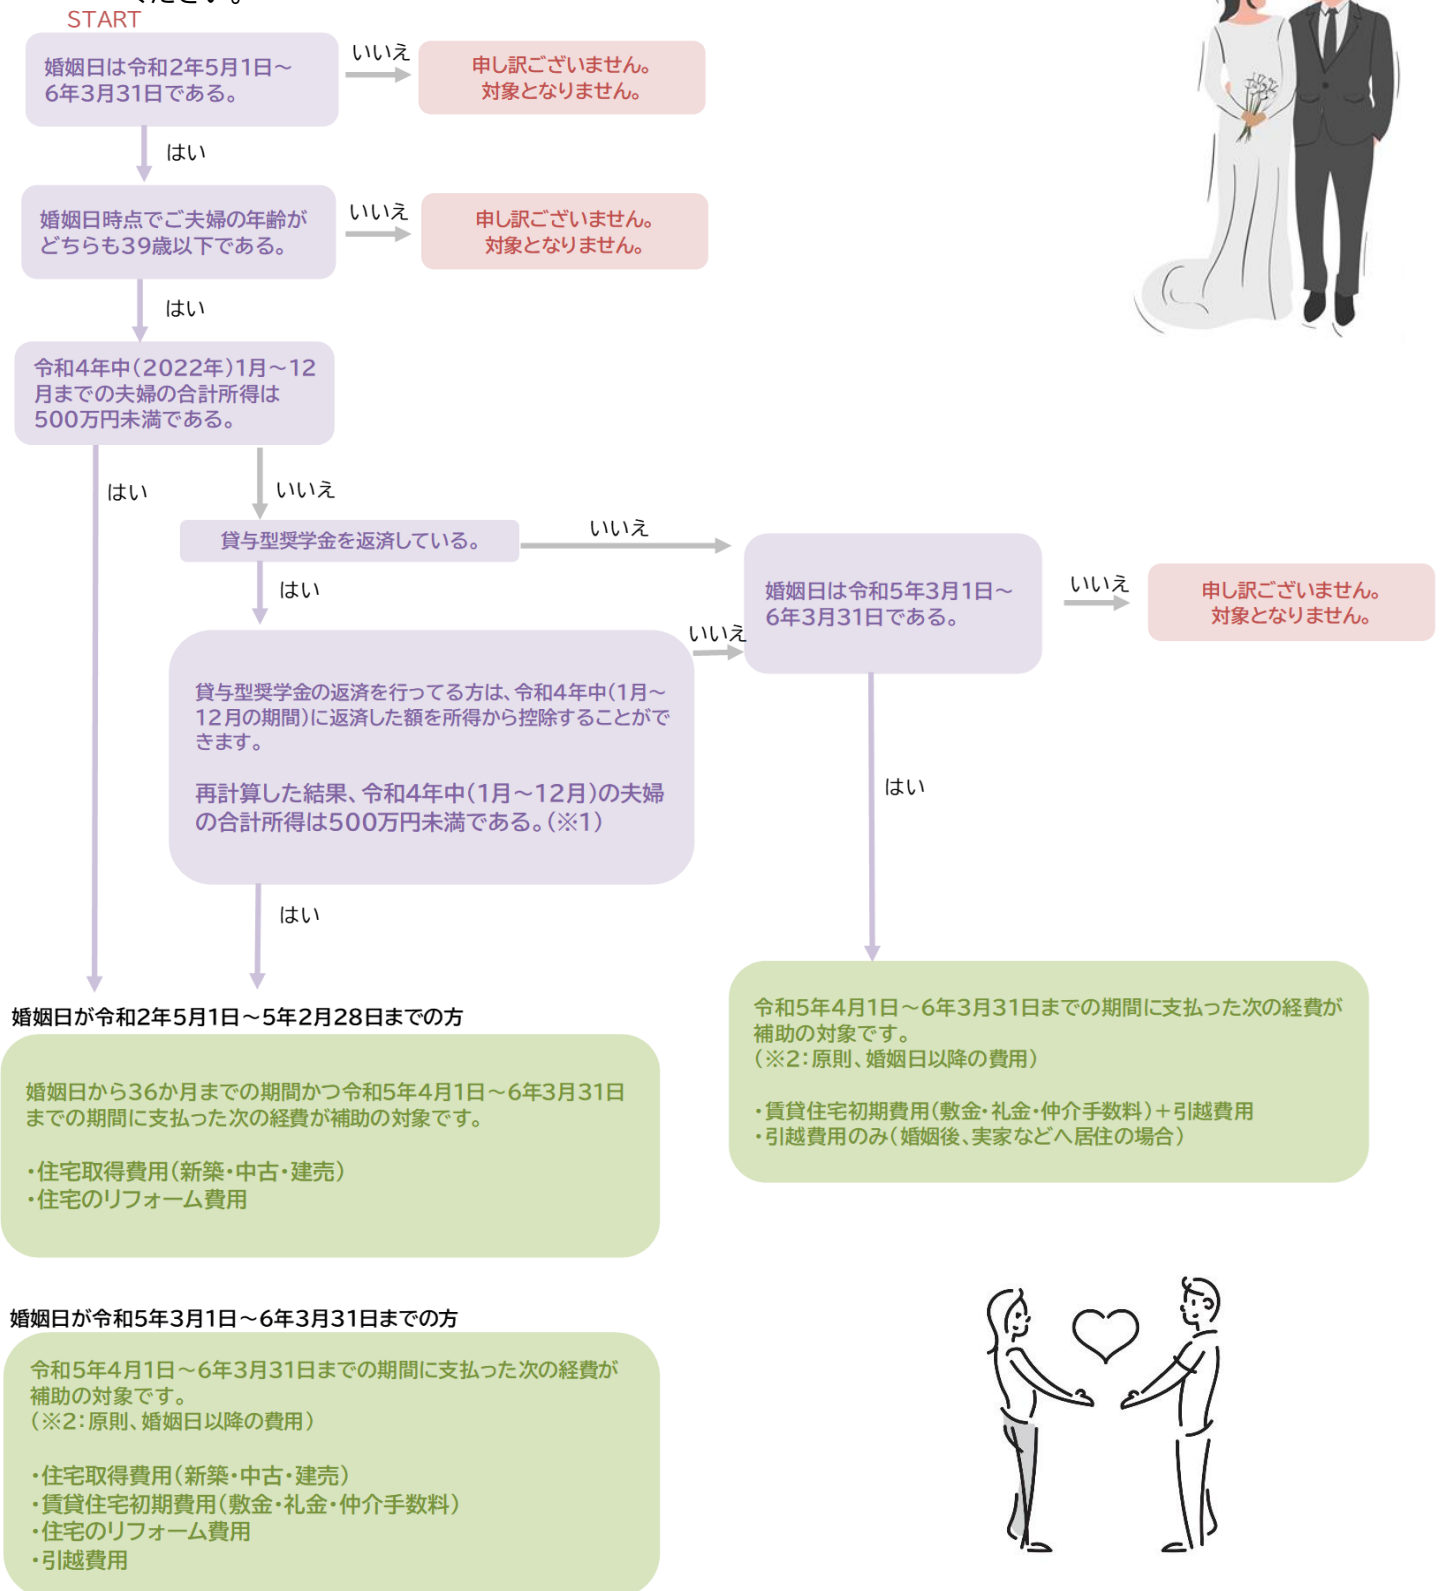 ください。
START
婚姻日は令和2年5月1日～
6年3月31日である。
いいえ
申し訳ございません。
対象となりません。
はい
婚姻日時点でご夫婦の年齢が
どちらも39歳以下である。
いいえ
申し訳ございません。
対象となりません。
はい
令和4年中（2022年）1月～12
月までの夫婦の合計所得は
500万円未満である。
はい
いいえ
貸与型奨学金を返済している。
いいえ
はい
婚姻日は令和5年3月1日～
6年3月31日である。
いいえ
申し訳ございません。
対象となりません。
いいえ
貸与型奨学金の返済を行ってる方は、令和4年中（1月～
12月の期間）に返済した額を所得から控除することがで
きます。
再計算した結果、令和4年中（1月～12月）の夫婦
の合計所得は500万円未満である。（※1）
はい
はい
婚姻日が令和2年5月1日～5年2月28日までの方
婚姻日から36か月までの期間かつ令和5年4月1日～6年3月31日
までの期間に支払った次の経費が補助の対象です。
・住宅取得費用（新築・中古・建売）
・住宅のリフォーム費用
令和5年4月1日～6年3月31日までの期間に支払った次の経費が
補助の対象です。
（※2：原則、婚姻日以降の費用）
・賃貸住宅初期費用（敷金・礼金・仲介手数料）＋引越費用
・引越費用のみ（婚姻後、実家などへ居住の場合）
婚姻日が令和5年3月1日～6年3月31日までの方
令和5年4月1日～6年3月31日までの期間に支払った次の経費が
補助の対象です。
（※2：原則、婚姻日以降の費用）
・住宅取得費用（新築・中古・建売）
・賃貸住宅初期費用（敷金・礼金・仲介手数料）
・住宅のリフォーム費用
・引越費用